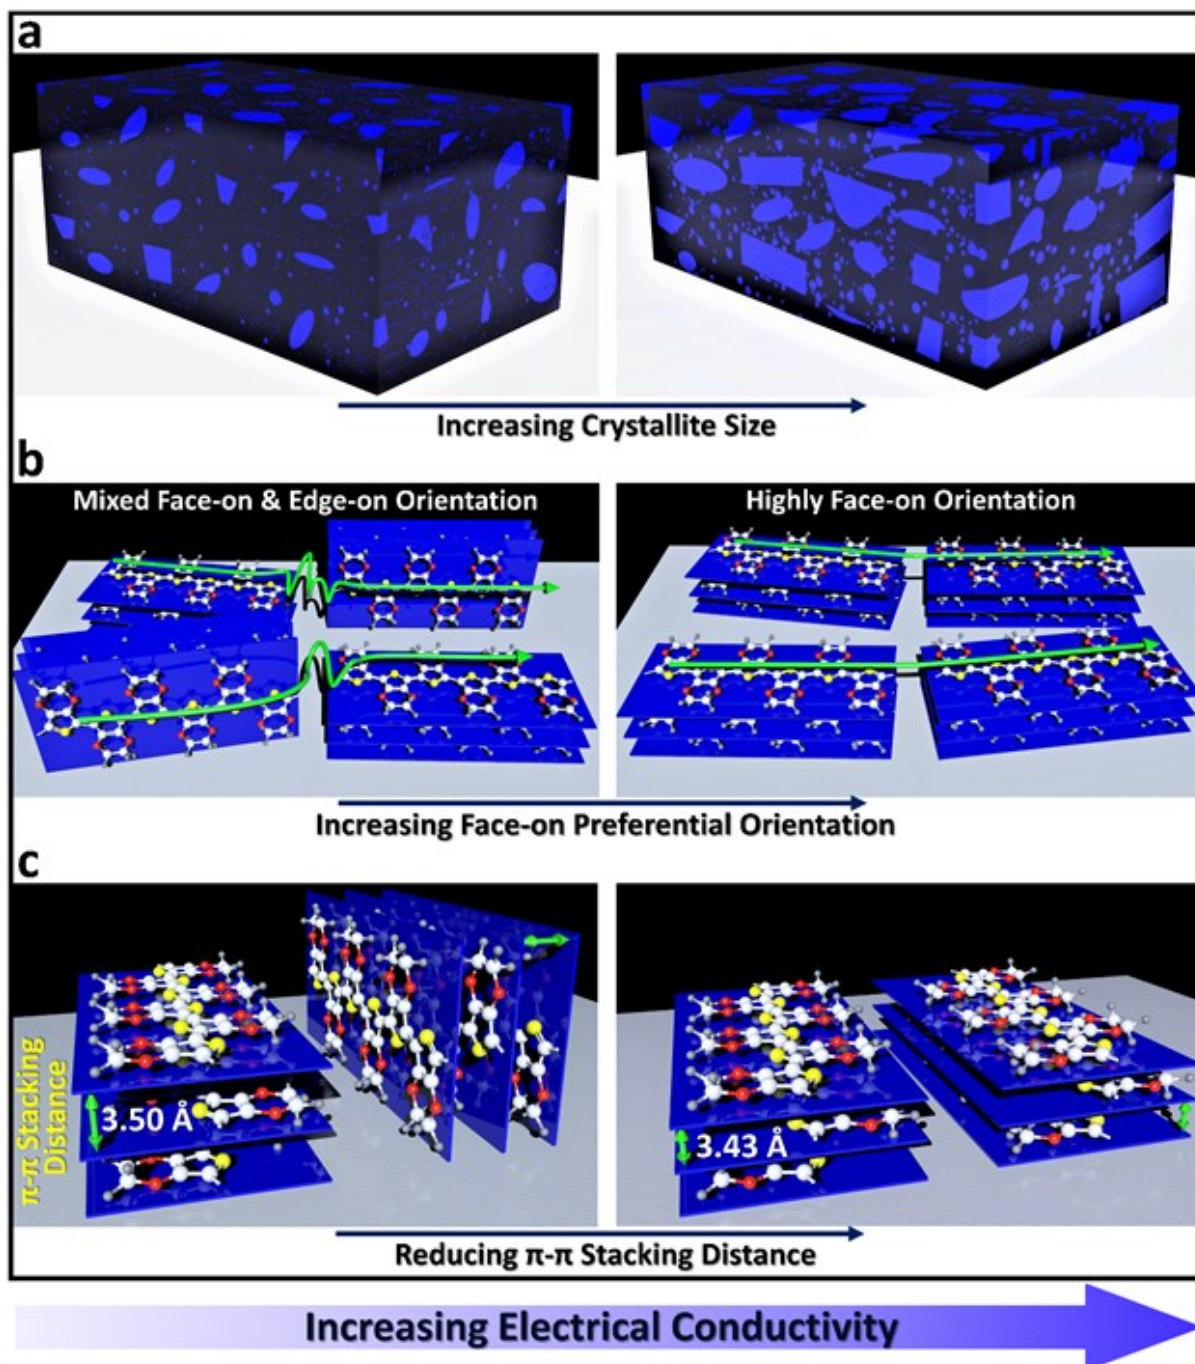 a
Increasing Crystallite Size
b
Mixed Face-on & Edge-on Orientation
Highly Face-on Orientation
Increasing Face-on Preferential Orientation
c
π-π Stacking
Distance
3.50 Å
3.43 Å
Reducing π-π Stacking Distance
Increasing Electrical Conductivity